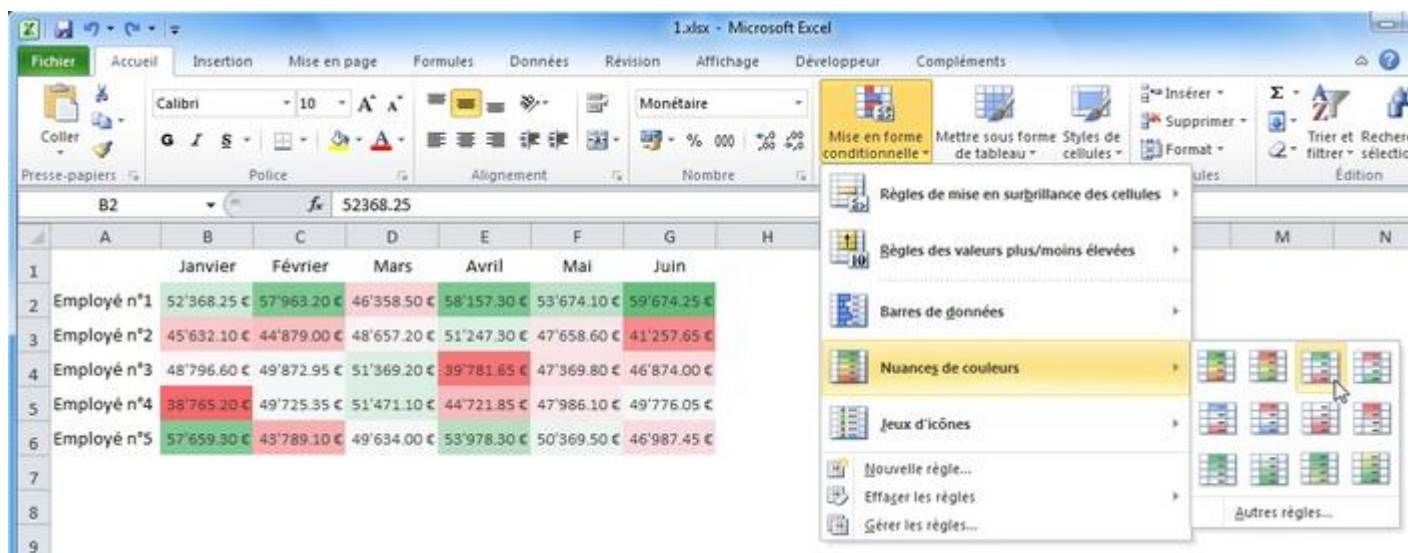 1.xlsx - Microsoft Excel
Fichier Accueil Insertion Mise en page Formules Données Révision Affichage Développeur Compléments
Coller
Calibri 10 A A
G I S A
Monétaire
% 000
Mise en forme conditionnelle
Mettre sous forme de tableau
Styles de cellules
Insérer
Supprimer
Format
Σ
Trier et filtrer
Presse-papiers Police Alignement Nombre Édition
B2 fx 52368.25
A B C D E F G H M N
1 Janvier Février Mars Avril Mai Juin
2 Employé n°1 52'368.25 € 57'963.20 € 46'358.50 € 58'157.30 € 53'674.10 € 59'674.25 €
3 Employé n°2 45'632.10 € 44'879.00 € 48'657.20 € 51'247.30 € 47'658.60 € 41'257.65 €
4 Employé n°3 48'796.60 € 49'872.95 € 51'369.20 € 39'781.65 € 47'369.80 € 46'874.00 €
5 Employé n°4 38'765.20 € 49'725.35 € 51'471.10 € 44'721.85 € 47'986.10 € 49'776.05 €
6 Employé n°5 57'659.30 € 43'789.10 € 49'634.00 € 53'978.30 € 50'369.50 € 46'987.45 €
7
8
9
Règles de mise en surbrillance des cellules
Règles des valeurs plus/moins élevées
Barres de données
Nuances de couleurs
Jeux d'icônes
Nouvelle règle...
Effacer les règles
Gérer les règles...
Autres règles...